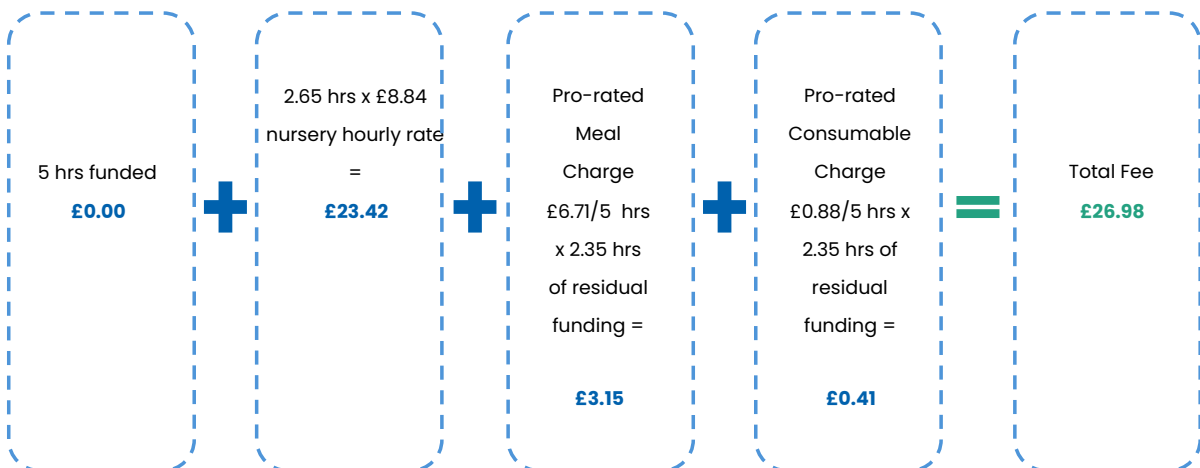 5 hrs funded
£0.00
2.65 hrs x £8.84
nursery hourly rate
=
£23.42
Pro-rated
Meal
Charge
£6.71/5 hrs
x 2.35 hrs
of residual
funding =
£3.15
Pro-rated
Consumable
Charge
£0.88/5 hrs x
2.35 hrs of
residual
funding =
£0.41
Total Fee
£26.98